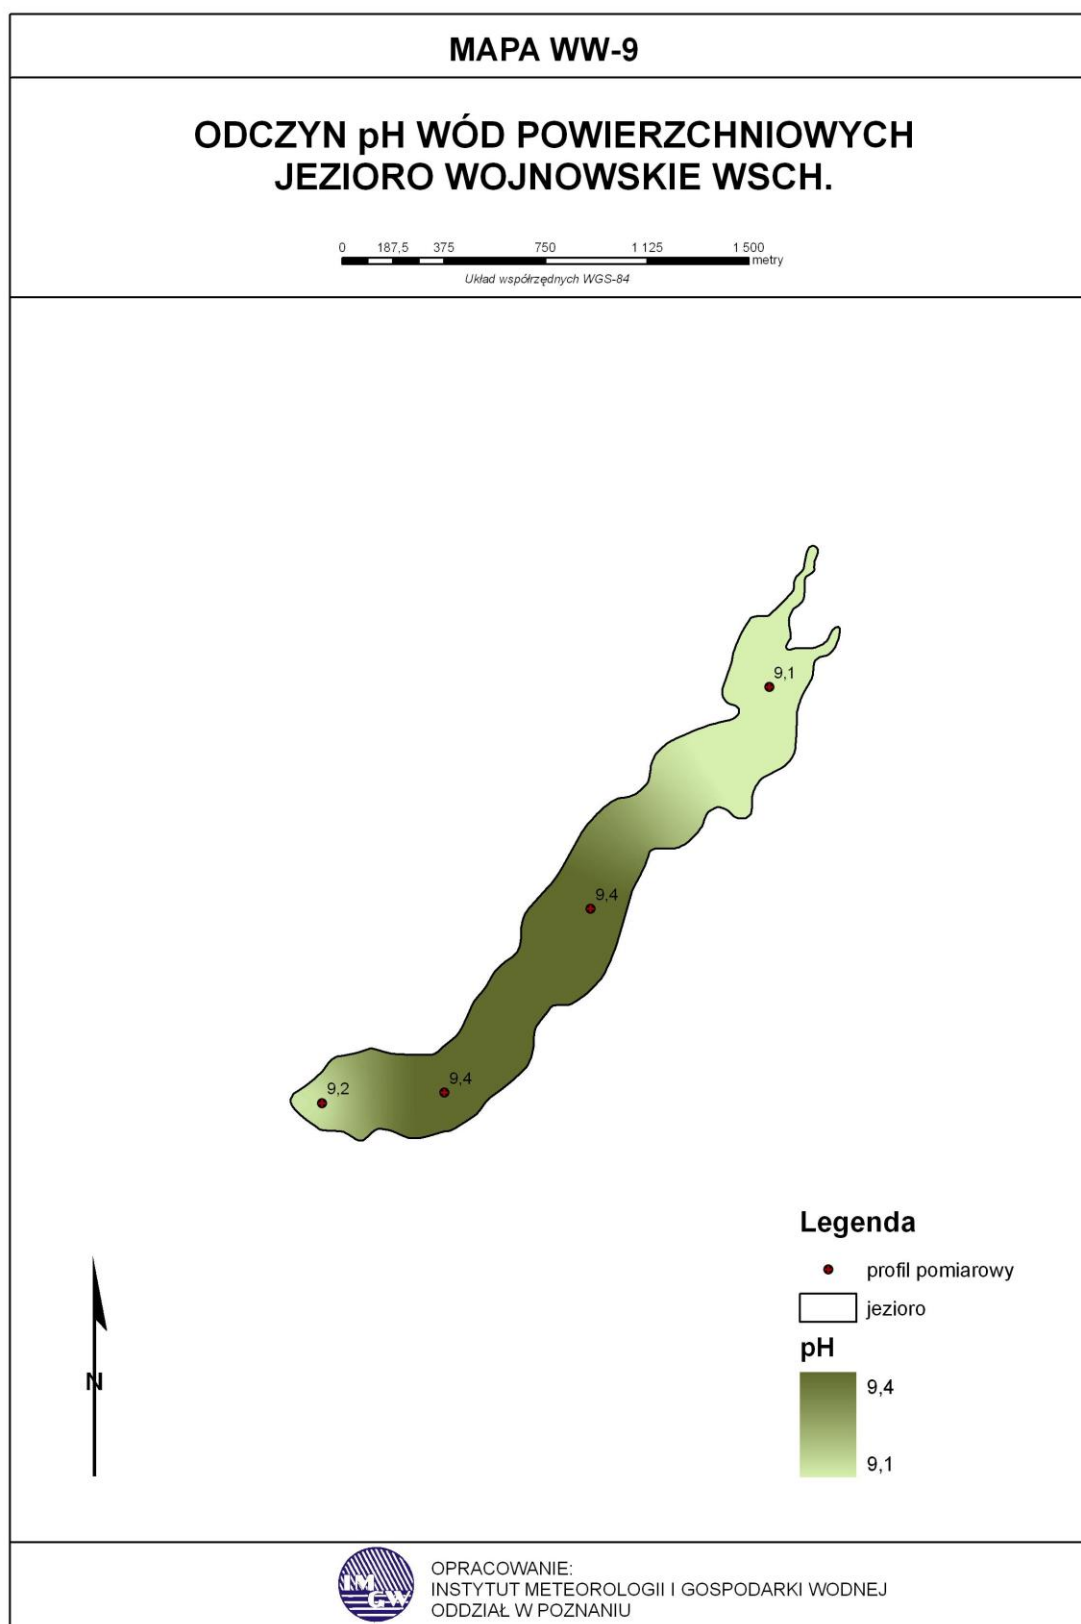 MAPA WW-9
ODCZYN pH WÓD POWIERZCHNIOWYCH
JEZIORO WOJNOWSKIE WSCH.
0 187,5 375 750 1 125 1 500
metry
Układ współrzędnych WGS-84
9,1
9,4
9,4
9,2
Legenda
profil pomiarowy
jezioro
pH
9,4
9,1
N
IMGW
OPRACOWANIE:
INSTYTUT METEOROLOGII I GOSPODARKI WODNEJ
ODDZIAŁ W POZNANIU